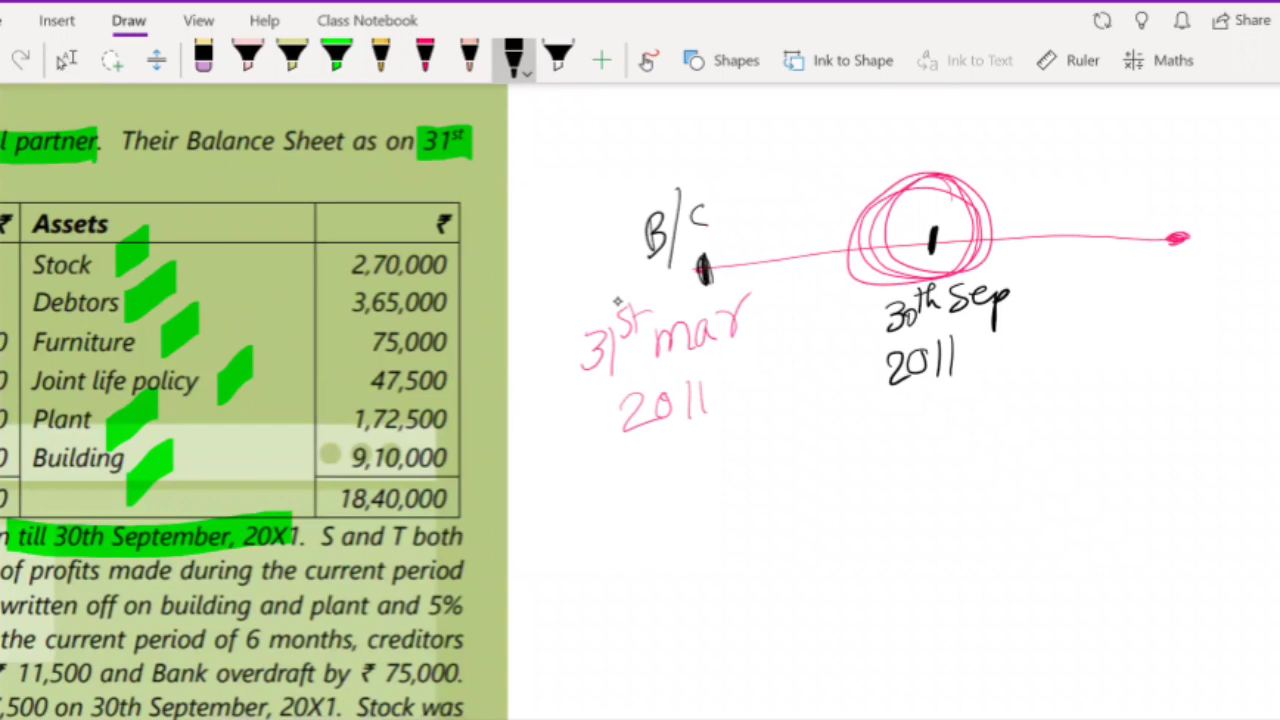 Insert Draw View Help Class Notebook Share
Shapes Ink to Shape Ink to Text Ruler Maths
l partner. Their Balance Sheet as on 31st
₹ Assets ₹
Stock 2,70,000
Debtors 3,65,000
0 Furniture 75,000
0 Joint life policy 47,500
0 Plant 1,72,500
0 Building 9,10,000
0 18,40,000
n till 30th September, 20X1. S and T both
of profits made during the current period
written off on building and plant and 5%
the current period of 6 months, creditors
₹ 11,500 and Bank overdraft by ₹ 75,000.
,500 on 30th September, 20X1. Stock was
B/C
31st mar
2011
30th Sep
2011